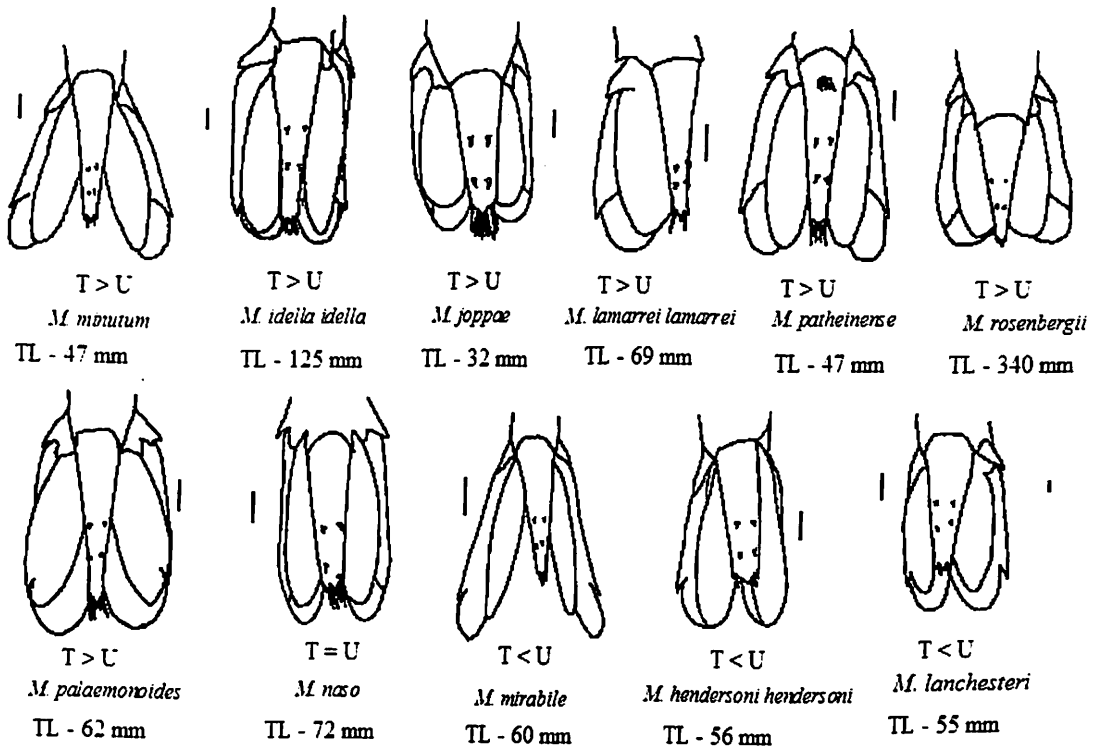 T > U T > U T > U T > U T > U T > U
M. minutum M. idella idella M. joppae M. lamarrei lamarrei M. patheinense M. rosenbergii
TL - 47 mm TL - 125 mm TL - 32 mm TL - 69 mm TL - 47 mm TL - 340 mm
T > U T = U T < U T < U T < U
M. palaemonoides M. naso M. mirabile M. hendersoni hendersoni M. lanchesteri
TL - 62 mm TL - 72 mm TL - 60 mm TL - 56 mm TL - 55 mm